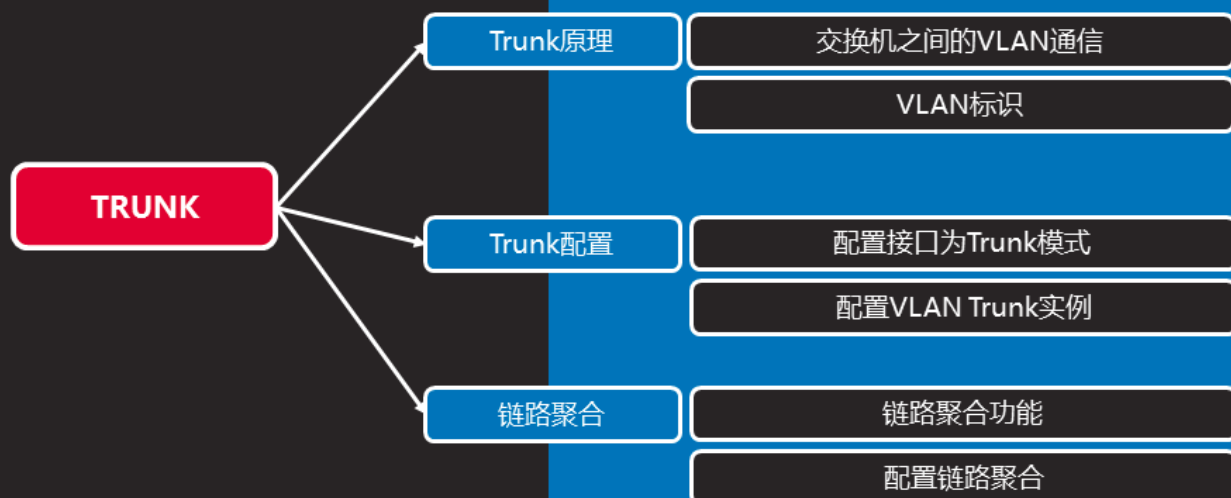 TRUNK
Trunk原理
交换机之间的VLAN通信
VLAN标识
Trunk配置
配置接口为Trunk模式
配置VLAN Trunk实例
链路聚合
链路聚合功能
配置链路聚合